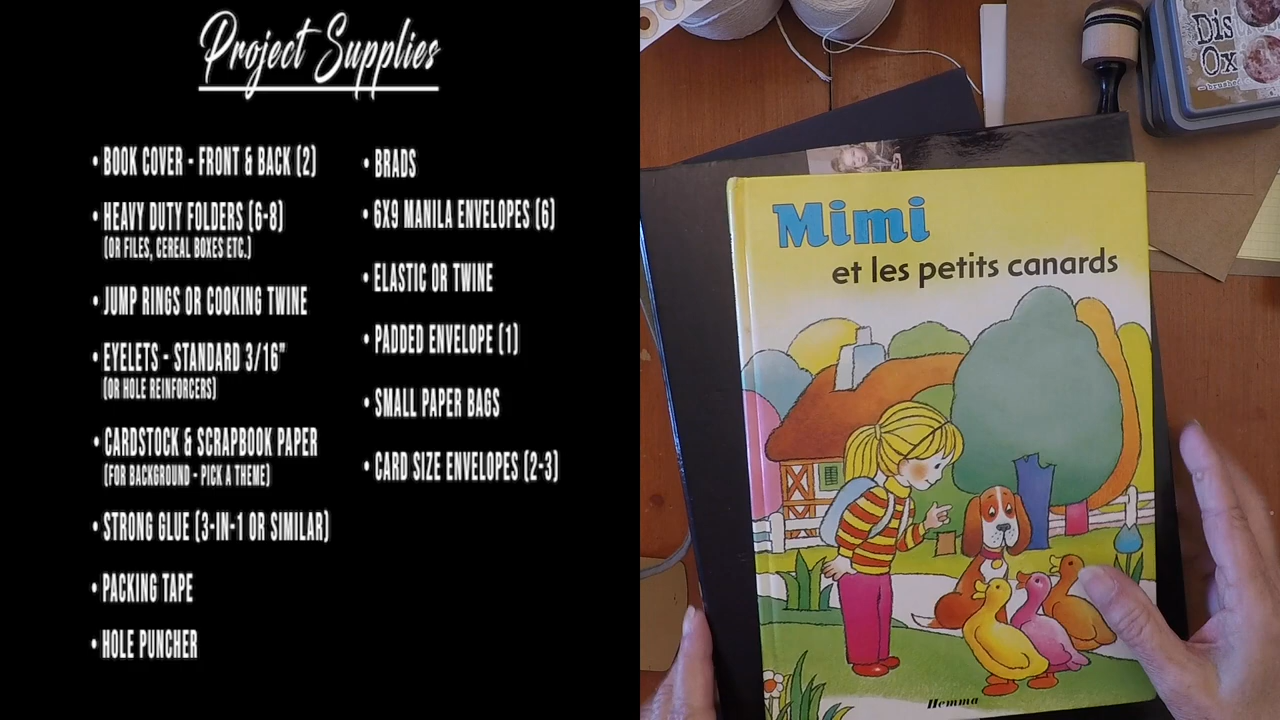 Project Supplies
• BOOK COVER - FRONT & BACK (2)
• HEAVY DUTY FOLDERS (6-8)
(OR FILES, CEREAL BOXES ETC.)
• JUMP RINGS OR COOKING TWINE
• EYELETS - STANDARD 3/16"
(OR HOLE REINFORCERS)
• CARDSTOCK & SCRAPBOOK PAPER
(FOR BACKGROUND - PICK A THEME)
• STRONG GLUE (3-IN-1 OR SIMILAR)
• PACKING TAPE
• HOLE PUNCHER
• BRADS
• 6X9 MANILA ENVELOPES (6)
• ELASTIC OR TWINE
• PADDED ENVELOPE (1)
• SMALL PAPER BAGS
• CARD SIZE ENVELOPES (2-3)
Mimi
et les petits canards
Hemma
Dis
Ox